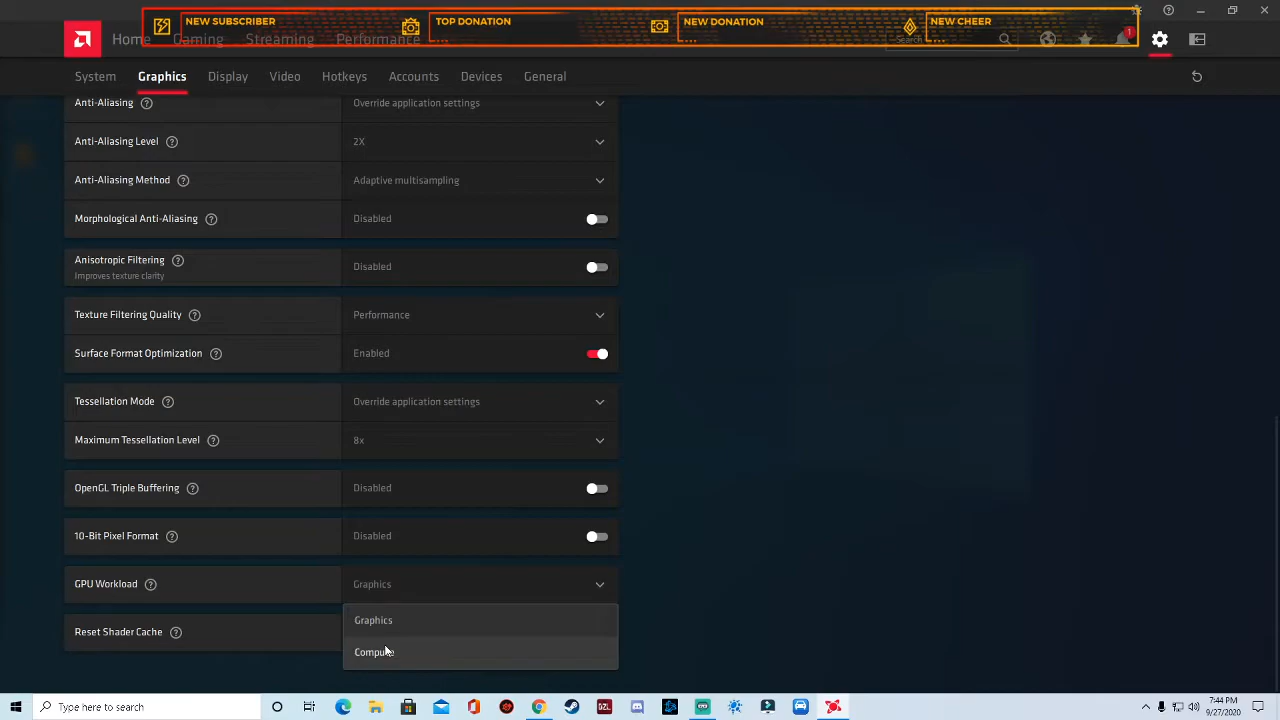 NEW SUBSCRIBER
TOP DONATION
NEW DONATION
NEW CHEER
Streaming Performance
Search
1
Graphics Display Video Hotkeys Accounts Devices General
Anti-Aliasing Override application settings
Anti-Aliasing Level 2X
Anti-Aliasing Method Adaptive multisampling
Morphological Anti-Aliasing Disabled
Anisotropic Filtering Disabled
Improves texture clarity
Texture Filtering Quality Performance
Surface Format Optimization Enabled
Tessellation Mode Override application settings
Maximum Tessellation Level 8x
OpenGL Triple Buffering Disabled
10-Bit Pixel Format Disabled
GPU Workload Graphics
Graphics
Reset Shader Cache
Compute
Type here to search
7:44 PM
9/27/2020